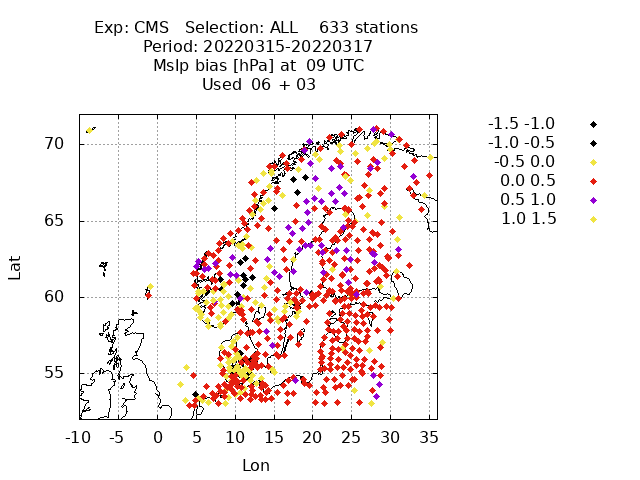 Exp: CMS Selection: ALL 633 stations
Period: 20220315-20220317
Mslp bias [hPa] at 09 UTC
Used 06 + 03
-1.5 -1.0
-1.0 -0.5
-0.5 0.0
0.0 0.5
0.5 1.0
1.0 1.5
70
65
60
55
Lat
-10 -5 0 5 10 15 20 25 30 35
Lon